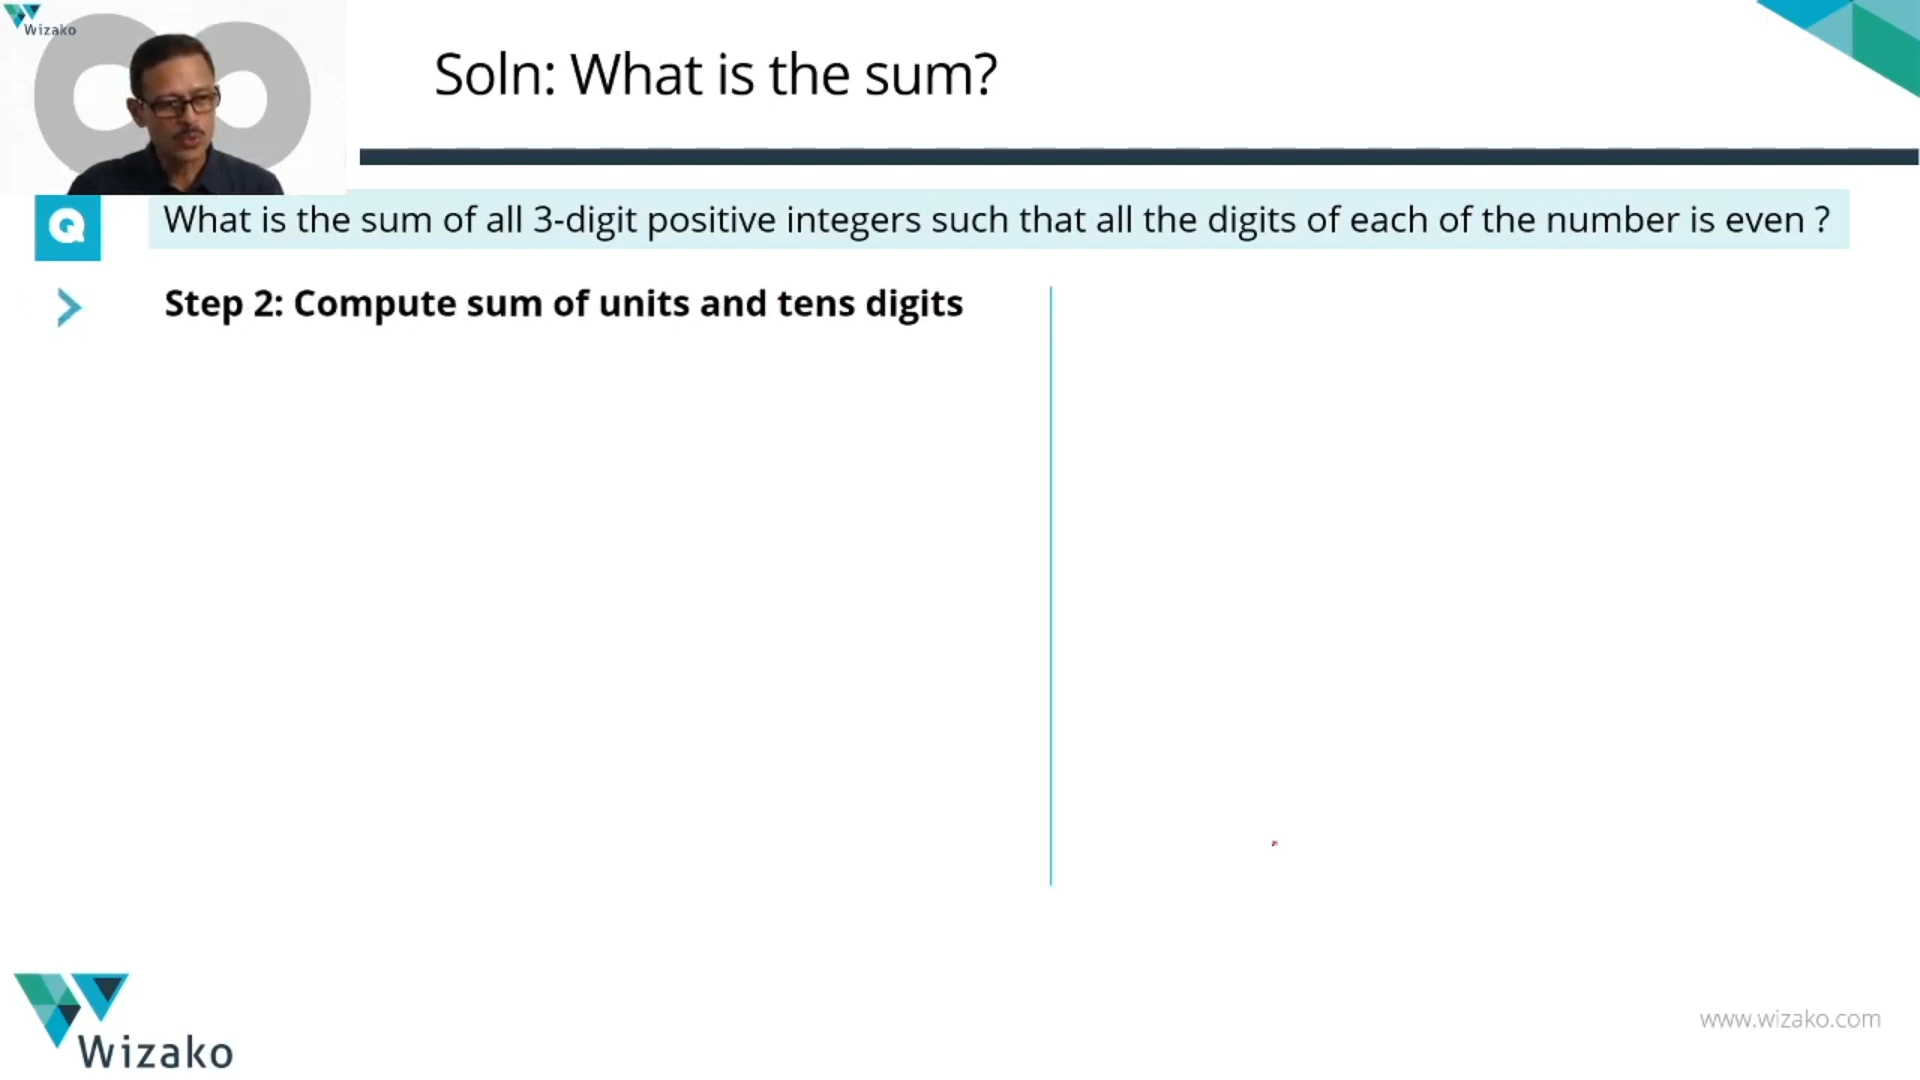 Wizako
Soln: What is the sum?
Q
What is the sum of all 3-digit positive integers such that all the digits of each of the number is even ?
Step 2: Compute sum of units and tens digits
Wizako
www.wizako.com